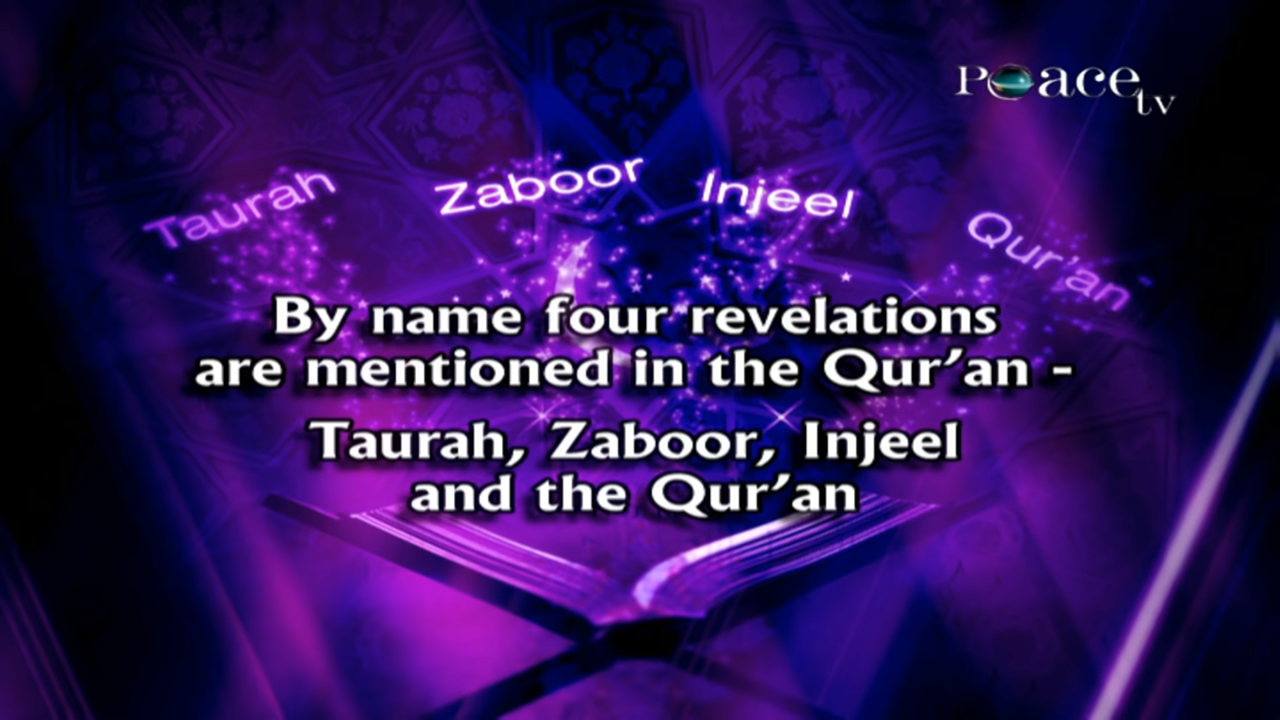 Peace tv
Taurah
Zaboor
Injeel
Qur'an
By name four revelations
are mentioned in the Qur'an -
Taurah, Zaboor, Injeel
and the Qur'an